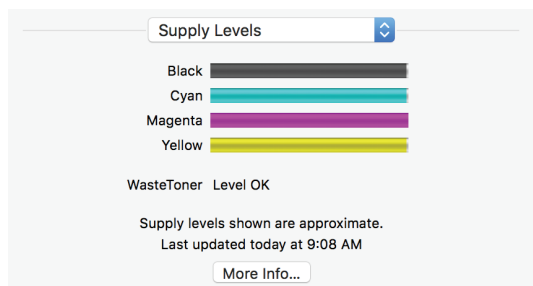 Supply Levels
Black
Cyan
Magenta
Yellow
WasteToner Level OK
Supply levels shown are approximate.
Last updated today at 9:08 AM
More Info...